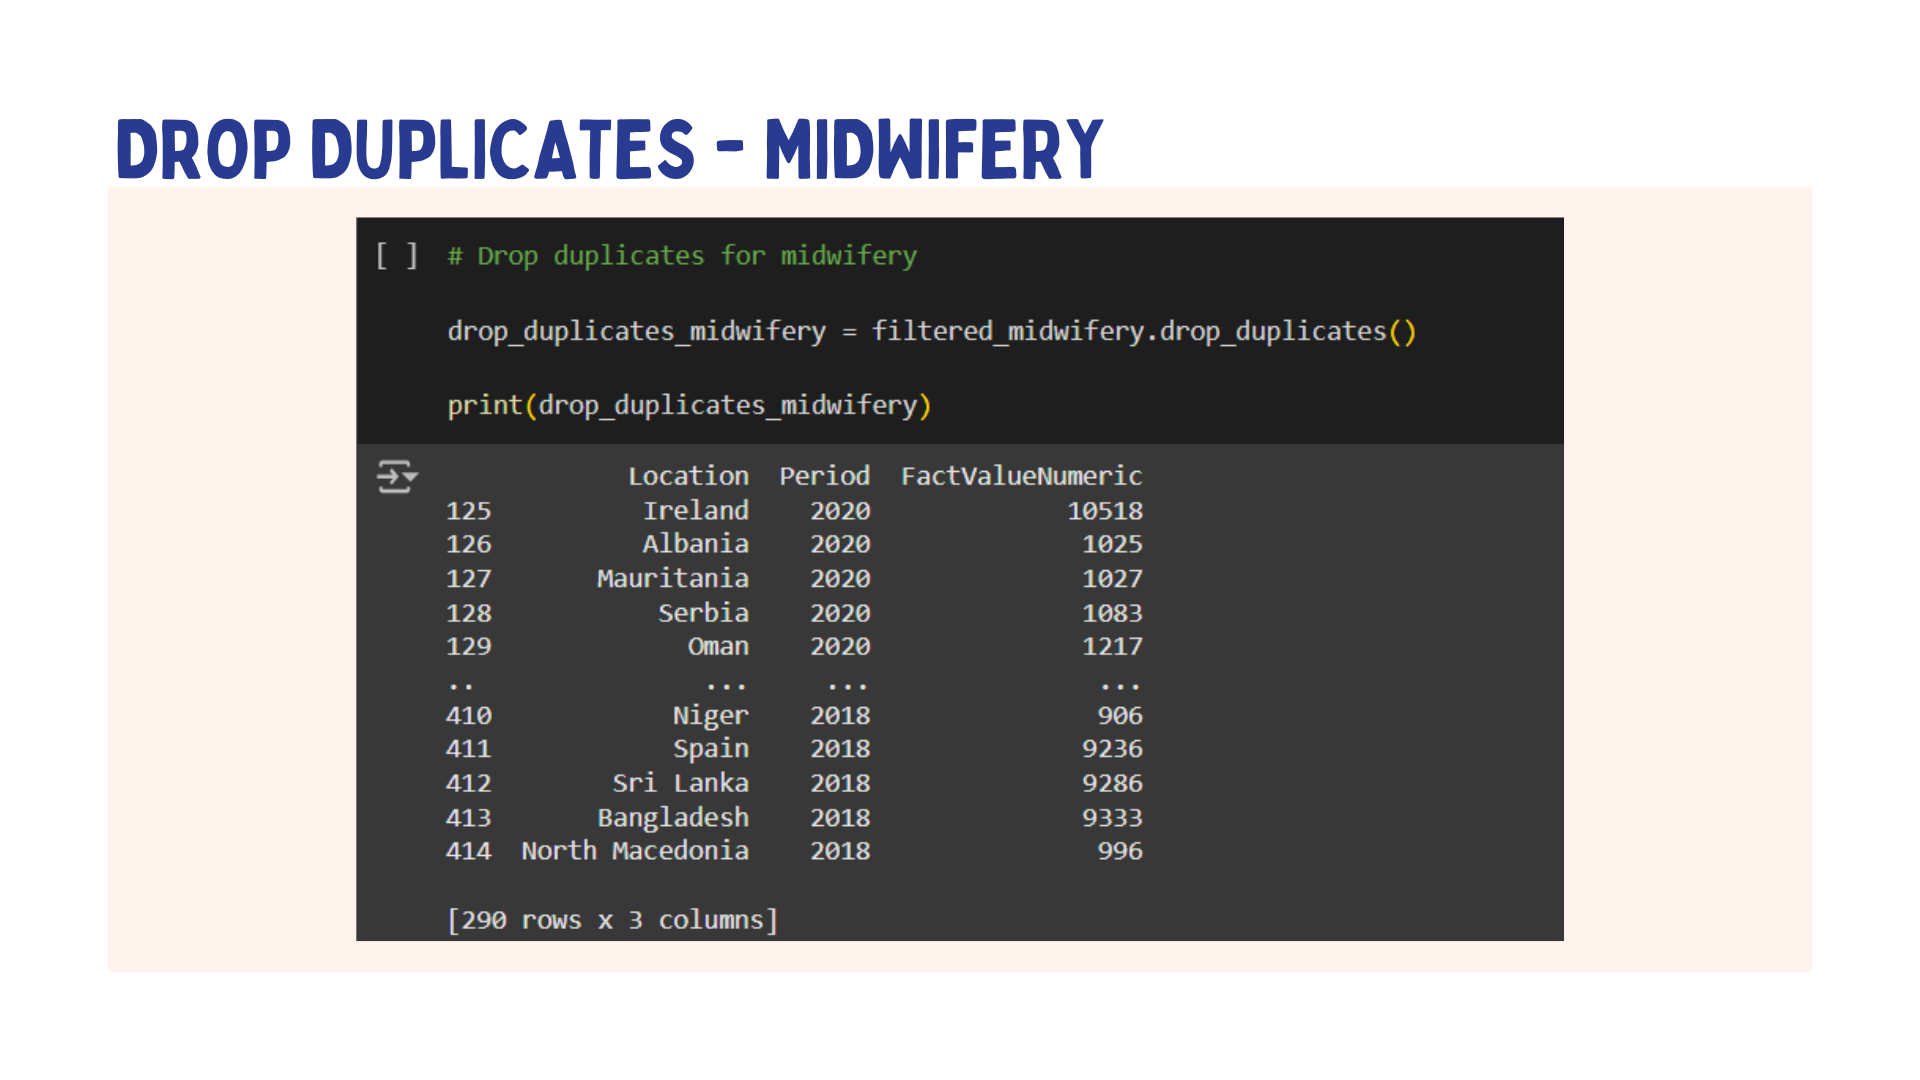 DROP DUPLICATES - MIDWIFERY
[ ] # Drop duplicates for midwifery
drop_duplicates_midwifery = filtered_midwifery.drop_duplicates()
print(drop_duplicates_midwifery)
Location Period FactValueNumeric
125 Ireland 2020 10518
126 Albania 2020 1025
127 Mauritania 2020 1027
128 Serbia 2020 1083
129 Oman 2020 1217
.. ... ... ...
410 Niger 2018 906
411 Spain 2018 9236
412 Sri Lanka 2018 9286
413 Bangladesh 2018 9333
414 North Macedonia 2018 996
[290 rows x 3 columns]